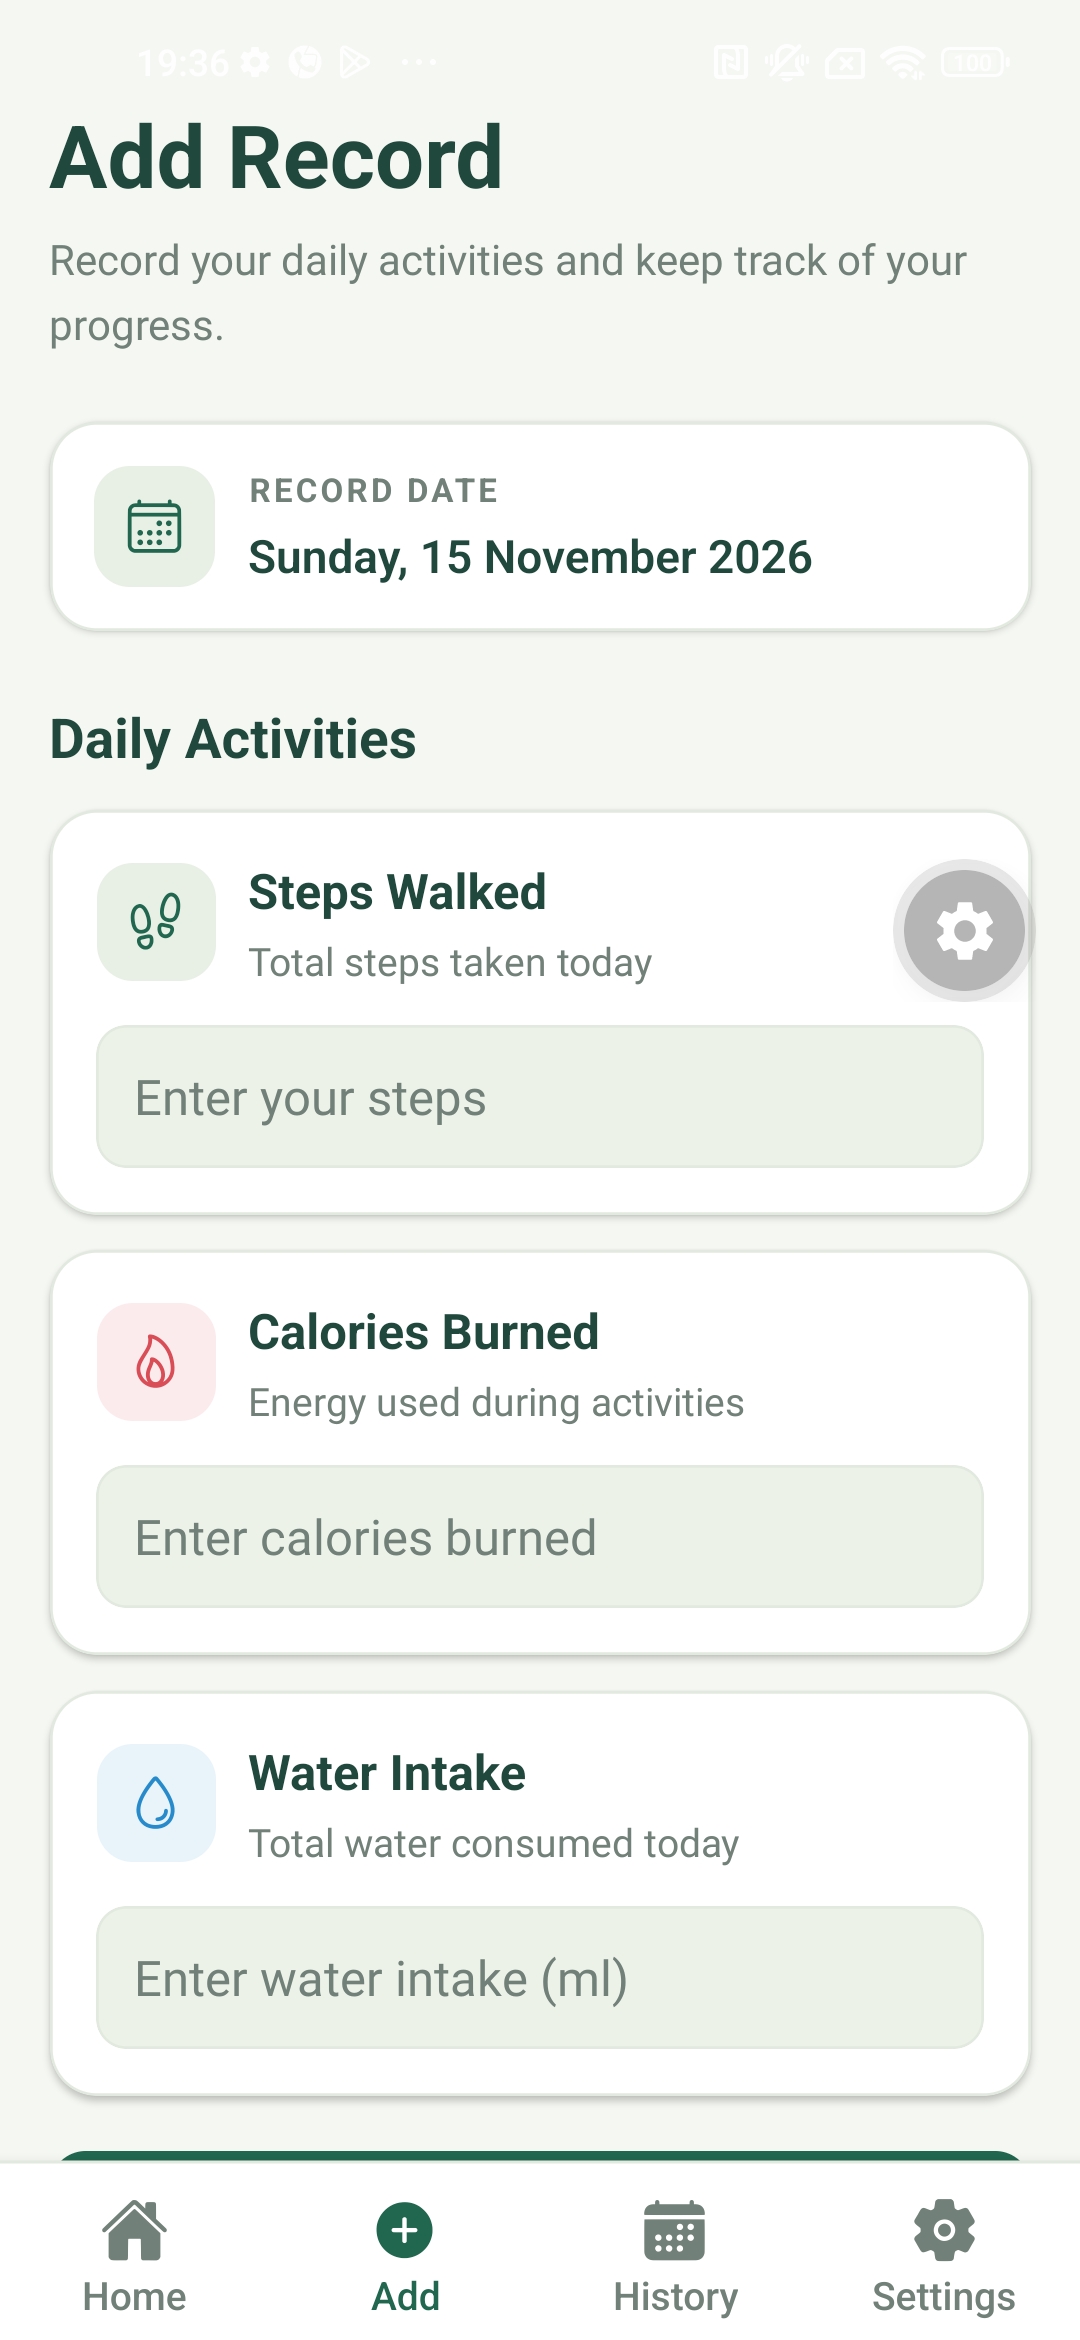 19:36
100
Add Record
Record your daily activities and keep track of your
progress.
RECORD DATE
Sunday, 15 November 2026
Daily Activities
Steps Walked
Total steps taken today
Enter your steps
Calories Burned
Energy used during activities
Enter calories burned
Water Intake
Total water consumed today
Enter water intake (ml)
Home
Add
History
Settings